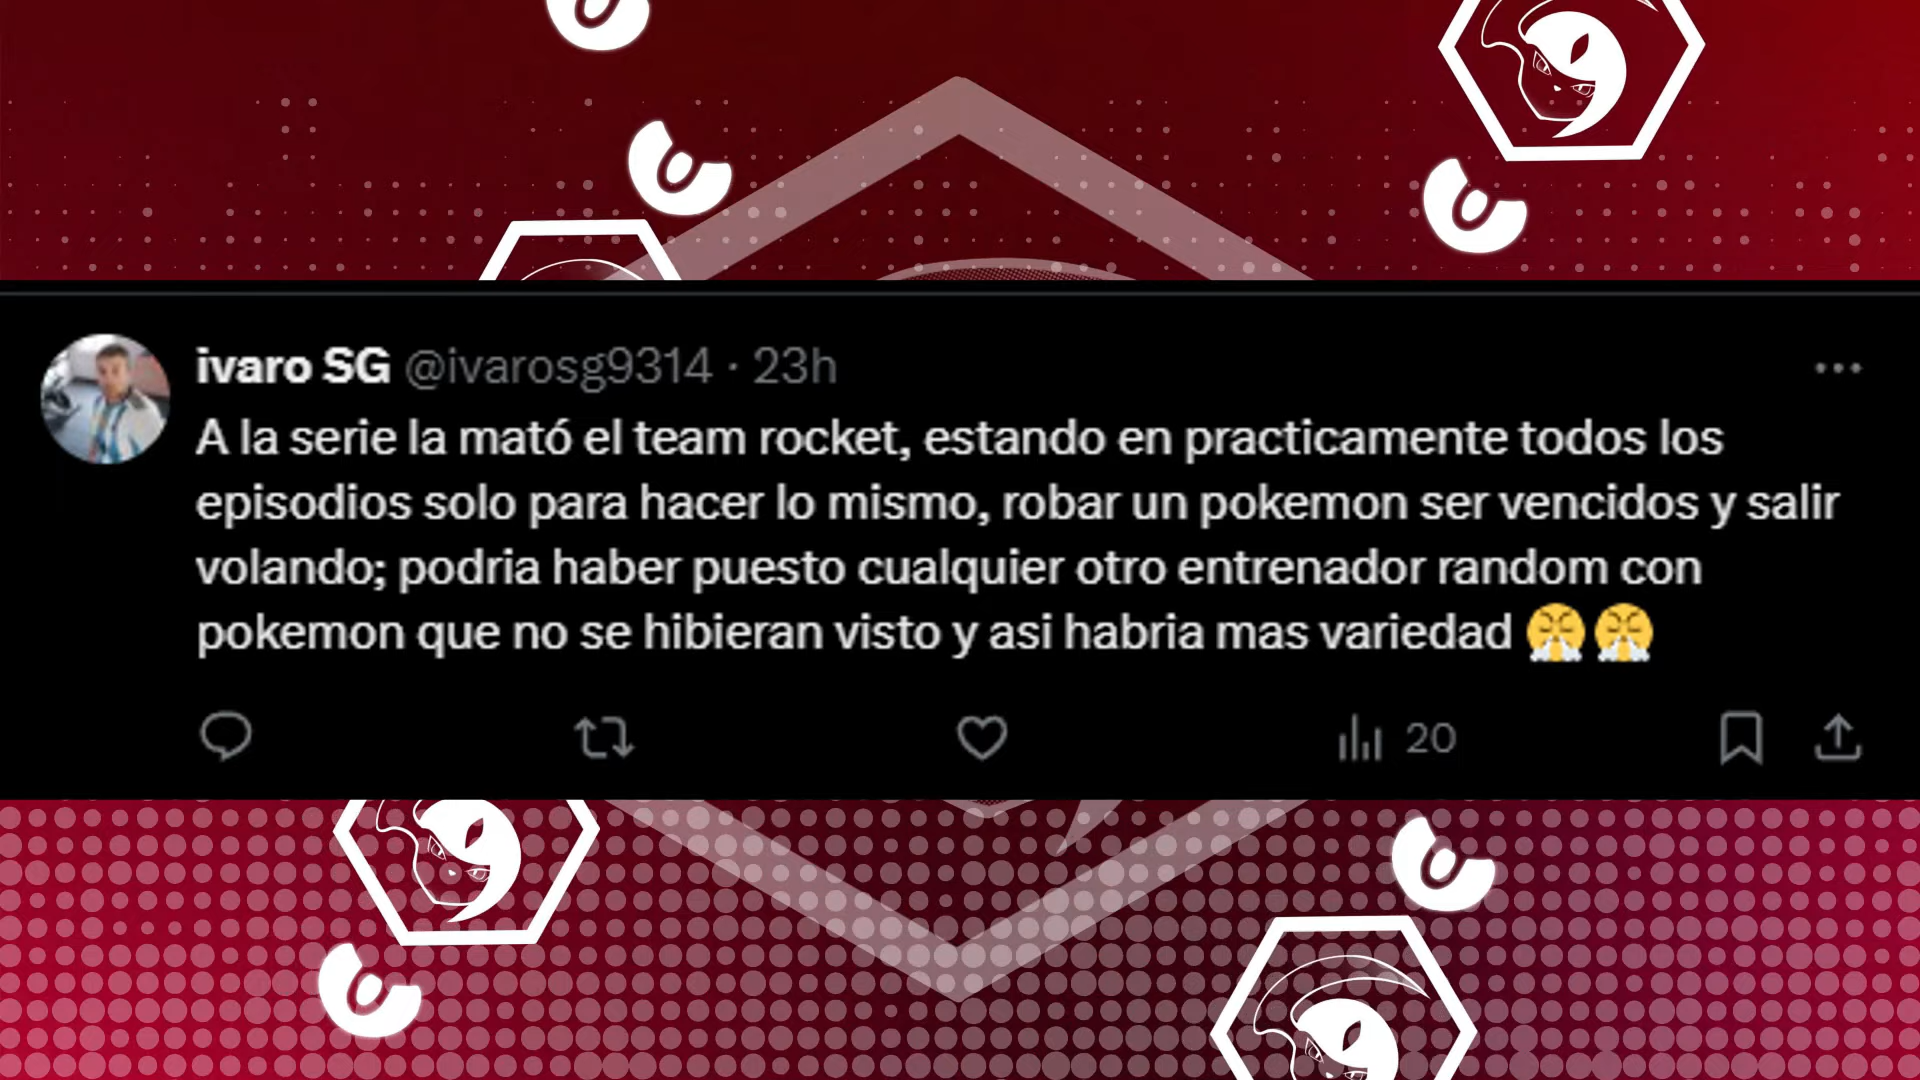 ivaro SG @ivarosg9314 · 23h
A la serie la mató el team rocket, estando en practicamente todos los
episodios solo para hacer lo mismo, robar un pokemon ser vencidos y salir
volando; podria haber puesto cualquier otro entrenador random con
pokemon que no se hibieran visto y asi habria mas variedad 😤😤
20